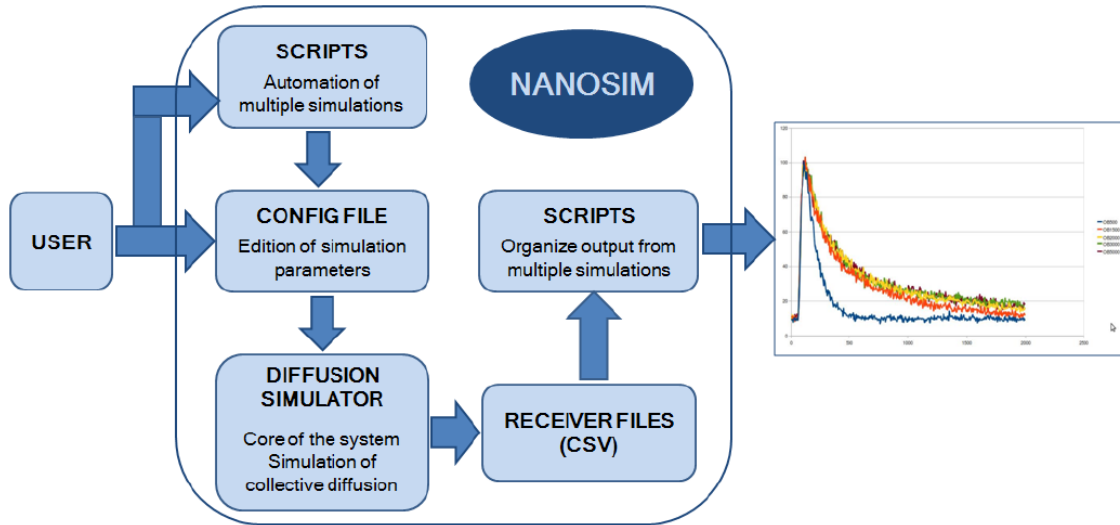 SCRIPTS
Automation of
multiple simulations
NANOSIM
USER
CONFIG FILE
Edition of simulation
parameters
SCRIPTS
Organize output from
multiple simulations
DIFFUSION
SIMULATOR
Core of the system
Simulation of
collective diffusion
RECEIVER FILES
(CSV)
120
100
80
60
40
20
0
0
500
1000
1500
2000
2500